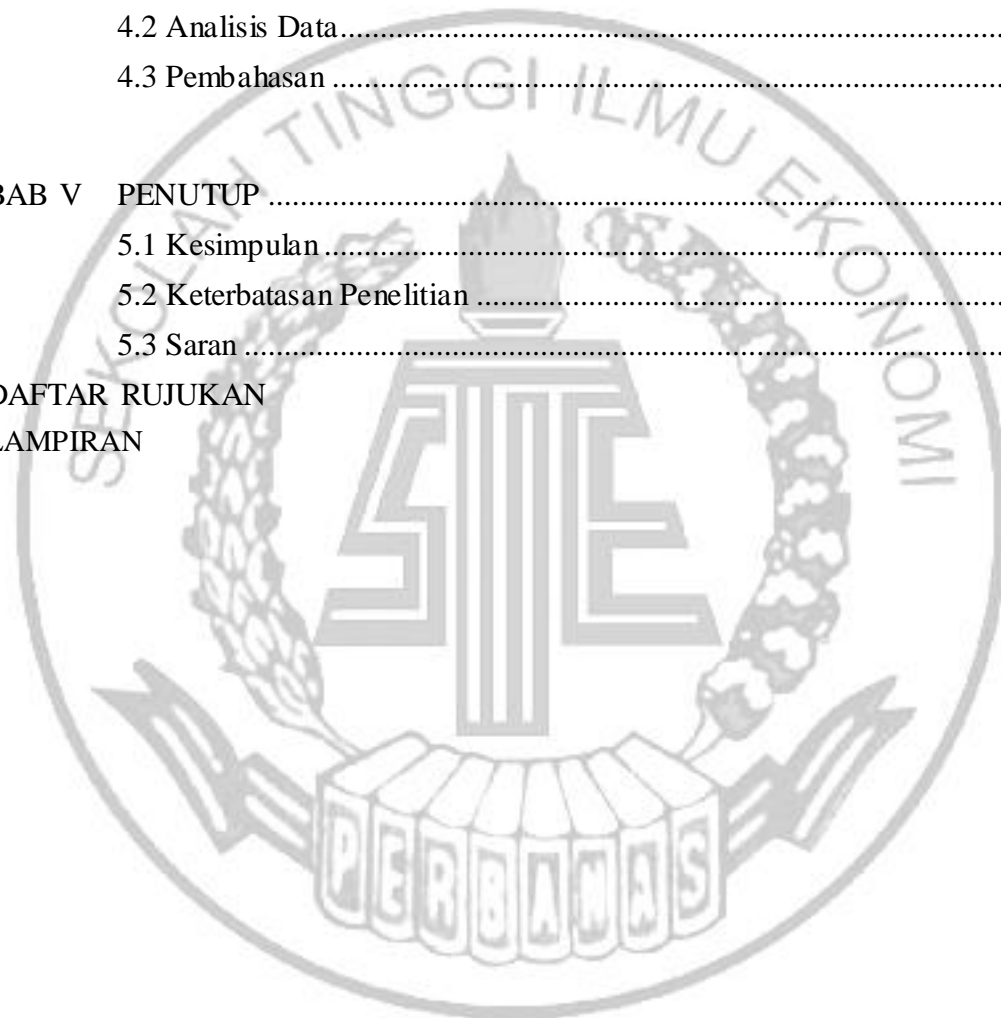 4.2 Analisis Data..........................................................................................
4.3 Pembahasan ..........................................................................................
BAB V PENUTUP ..........................................................................................
5.1 Kesimpulan ..........................................................................................
5.2 Keterbatasan Penelitian ..........................................................................
5.3 Saran ..........................................................................................
DAFTAR RUJUKAN
LAMPIRAN
SEKOLAH TINGGI ILMU EKONOMI
STIE
PERBANAS